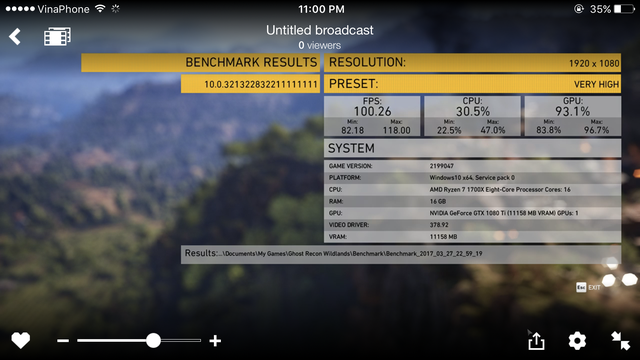 VinaPhone 11:00 PM 35%
Untitled broadcast
0 viewers
BENCHMARK RESULTS RESOLUTION: 1920 x 1080
10.0.321322832211111111 PRESET: VERY HIGH
FPS: CPU: GPU:
100.26 30.5% 93.1%
Min: Max: Min: Max: Min: Max:
82.18 118.00 22.5% 47.0% 83.8% 96.7%
SYSTEM
GAME VERSION: 2199047
PLATFORM: Windows10 x64, Service pack 0
CPU: AMD Ryzen 7 1700X Eight-Core Processor Cores: 16
RAM: 16 GB
GPU: NVIDIA GeForce GTX 1080 Ti (11158 MB VRAM) GPUs: 1
VIDEO DRIVER: 378.92
VRAM: 11158 MB
Results:..\Documents\My Games\Ghost Recon Wildlands\Benchmark\Benchmark_2017_03_27_22_59_19
Esc EXIT